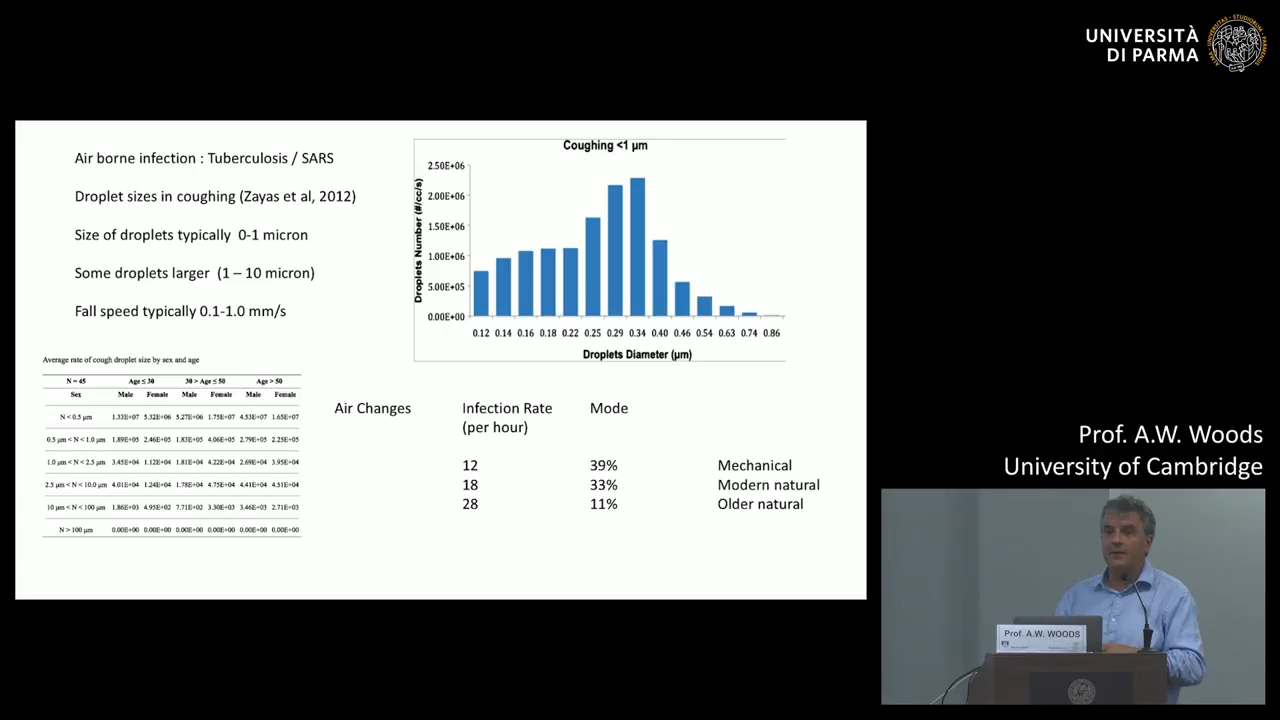 UNIVERSITÀ
DI PARMA
Air borne infection : Tuberculosis / SARS
Droplet sizes in coughing (Zayas et al, 2012)
Size of droplets typically 0-1 micron
Some droplets larger (1 – 10 micron)
Fall speed typically 0.1-1.0 mm/s
Coughing <1 µm
Droplets Number (#/cc/s)
2.50E+06
2.00E+06
1.50E+06
1.00E+06
5.00E+05
0.00E+00
0.12 0.14 0.16 0.18 0.22 0.25 0.29 0.34 0.40 0.46 0.54 0.63 0.74 0.86
Droplets Diameter (µm)
Average rate of cough droplet size by sex and age
N = 45 Age ≤ 30 30 > Age ≤ 50 Age > 50
Sex Male Female Male Female Male Female
N < 0.5 µm 1.33E+07 5.32E+06 5.27E+06 1.75E+07 4.53E+07 1.65E+07
0.5 µm < N < 1.0 µm 1.89E+05 2.46E+05 1.83E+05 4.06E+05 2.79E+05 2.25E+05
1.0 µm < N < 2.5 µm 3.45E+04 1.12E+04 1.81E+04 4.22E+04 2.69E+04 3.95E+04
2.5 µm < N < 10.0 µm 4.01E+04 1.24E+04 1.78E+04 4.75E+04 4.41E+04 4.51E+04
10 µm < N < 100 µm 1.86E+03 4.95E+02 7.71E+02 3.30E+03 3.46E+03 2.71E+03
N > 100 µm 0.00E+00 0.00E+00 0.00E+00 0.00E+00 0.00E+00 0.00E+00
Air Changes Infection Rate Mode
(per hour)
12 39% Mechanical
18 33% Modern natural
28 11% Older natural
Prof. A.W. Woods
University of Cambridge
Prof. A.W. WOODS